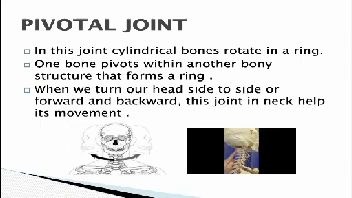 PIVOTAL JOINT
In this joint cylindrical bones rotate in a ring.
One bone pivots within another bony
structure that forms a ring .
When we turn our head side to side or
forward and backward, this joint in neck help
its movement .